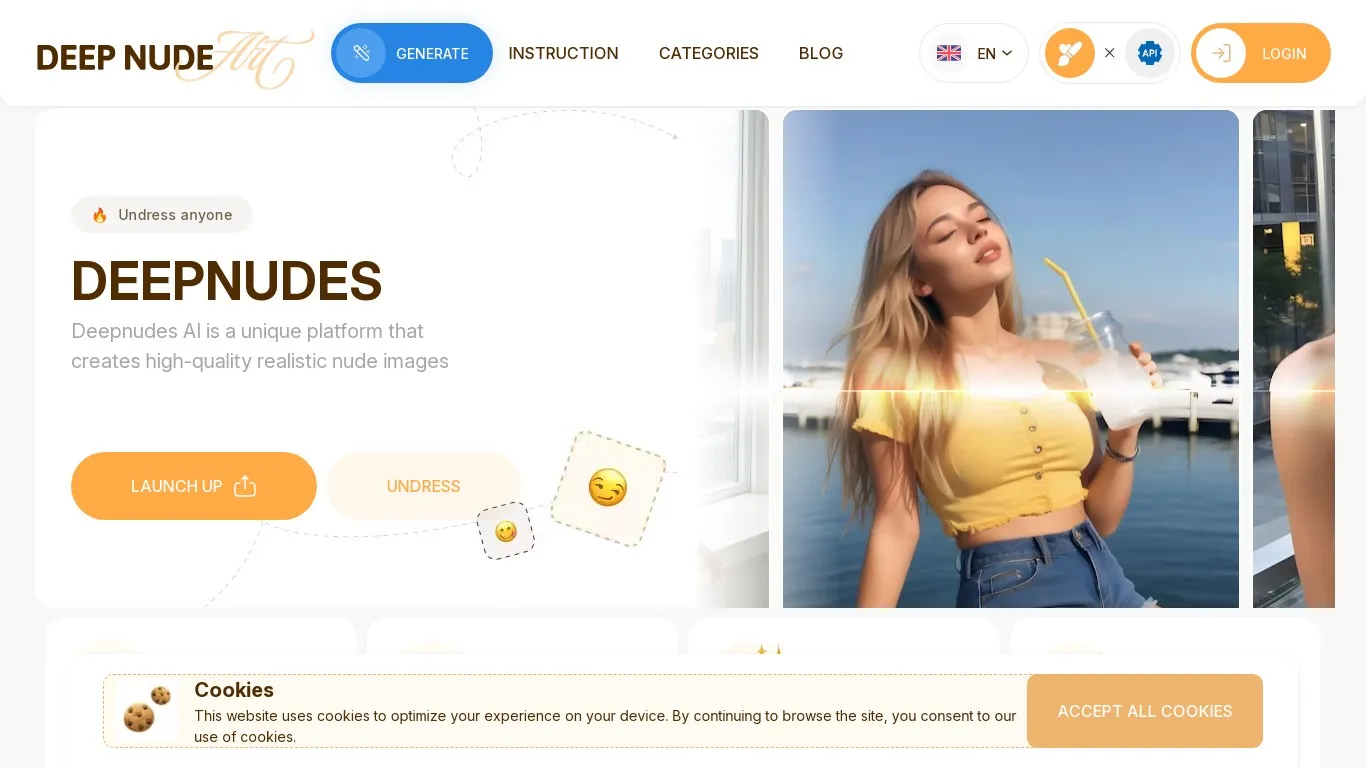 DEEP NUDE Art
GENERATE
INSTRUCTION
CATEGORIES
BLOG
EN
API
LOGIN
🔥 Undress anyone
DEEPNUDES
Deepnudes AI is a unique platform that
creates high-quality realistic nude images
LAUNCH UP
UNDRESS
Cookies
This website uses cookies to optimize your experience on your device. By continuing to browse the site, you consent to our
use of cookies.
ACCEPT ALL COOKIES